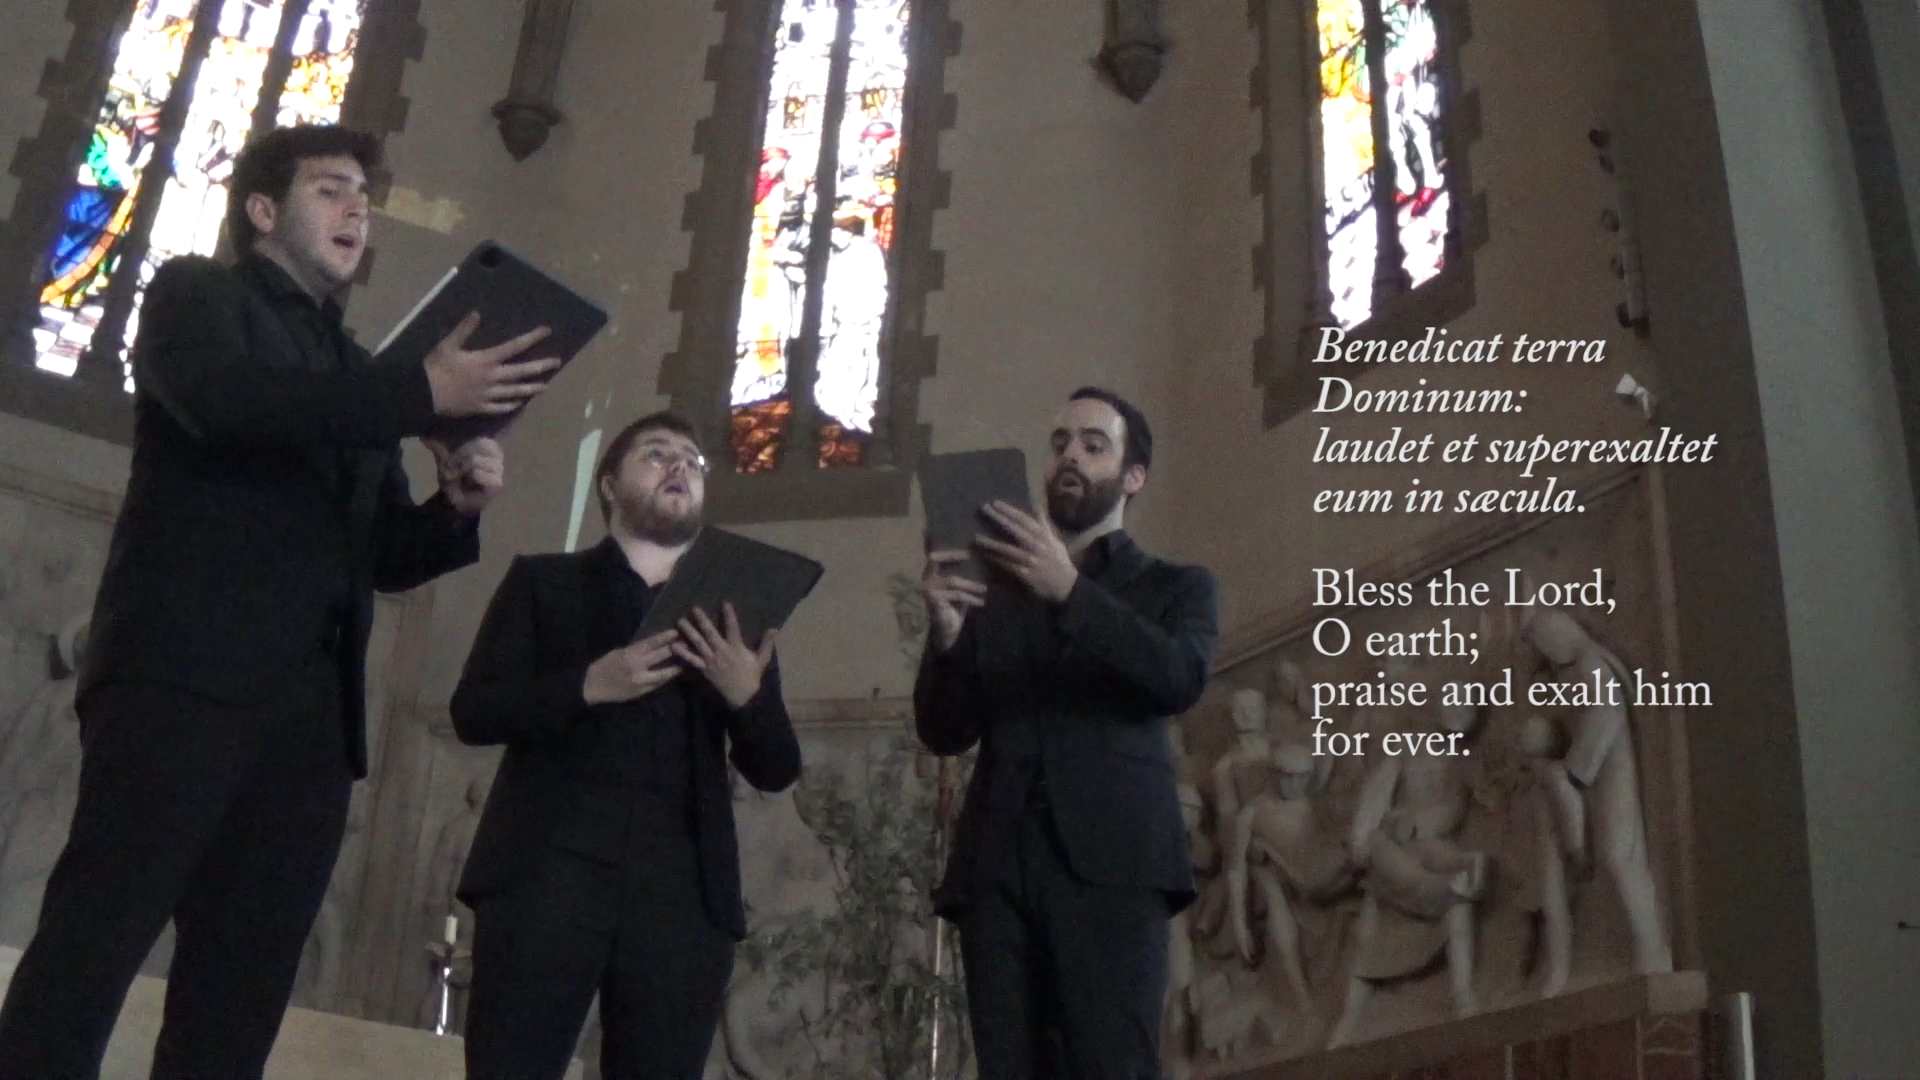 Benedicat terra
Dominum:
laudet et superexaltet
eum in sæcula.
Bless the Lord,
O earth;
praise and exalt him
for ever.